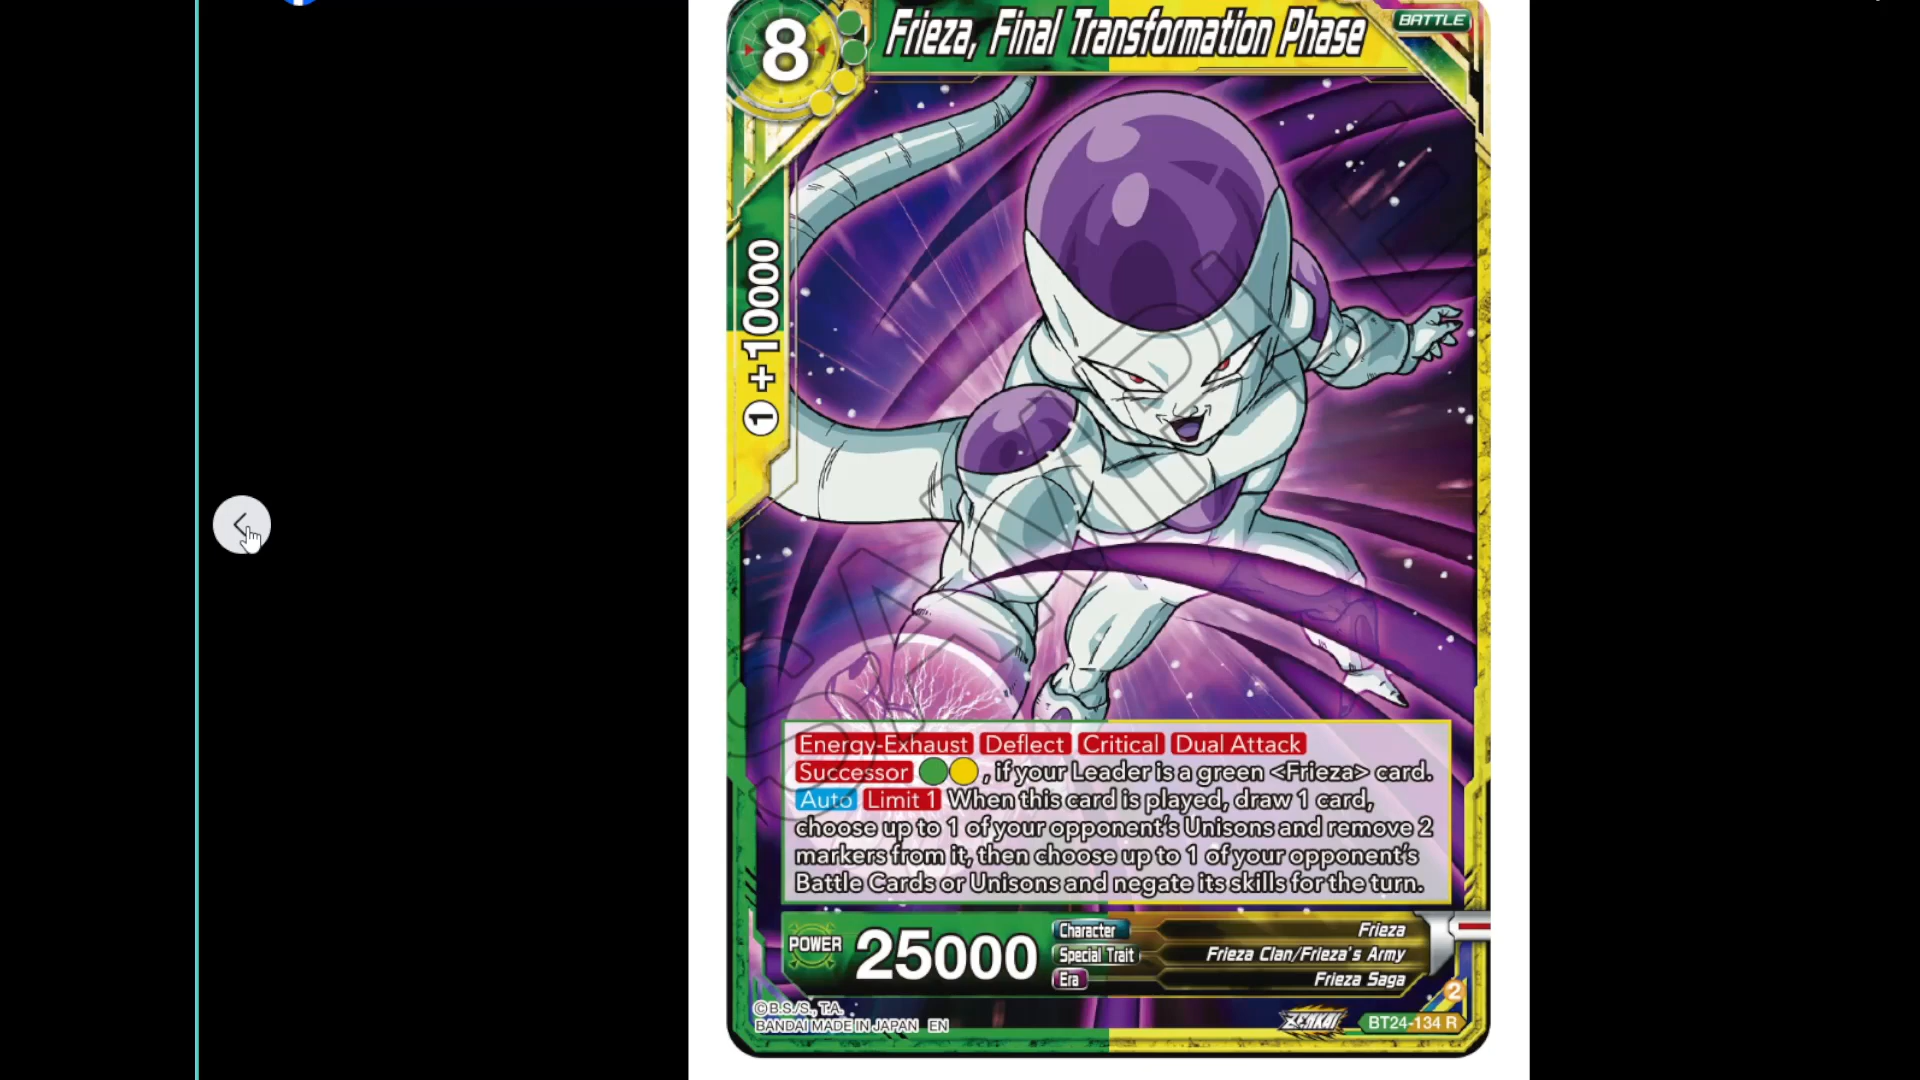 8
Frieza, Final Transformation Phase
BATTLE
1 +10000
SAMPLE
Energy-Exhaust Deflect Critical Dual Attack
Successor , if your Leader is a green <Frieza> card.
Auto Limit 1 When this card is played, draw 1 card,
choose up to 1 of your opponent's Unisons and remove 2
markers from it, then choose up to 1 of your opponent's
Battle Cards or Unisons and negate its skills for the turn.
POWER 25000
Character Frieza
Special Trait Frieza Clan/Frieza's Army
Era Frieza Saga
2
©B.S./S., T.A.
BANDAI MADE IN JAPAN EN
ZENKAI
BT24-134 R